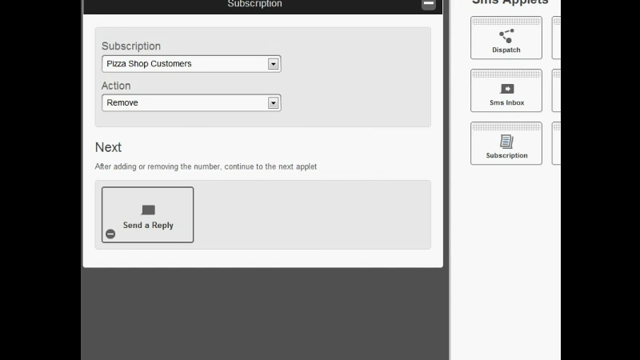 Subscription
Sms Applets
Subscription
Pizza Shop Customers
Action
Remove
Next
After adding or removing the number, continue to the next applet
Send a Reply
Dispatch
Sms Inbox
Subscription